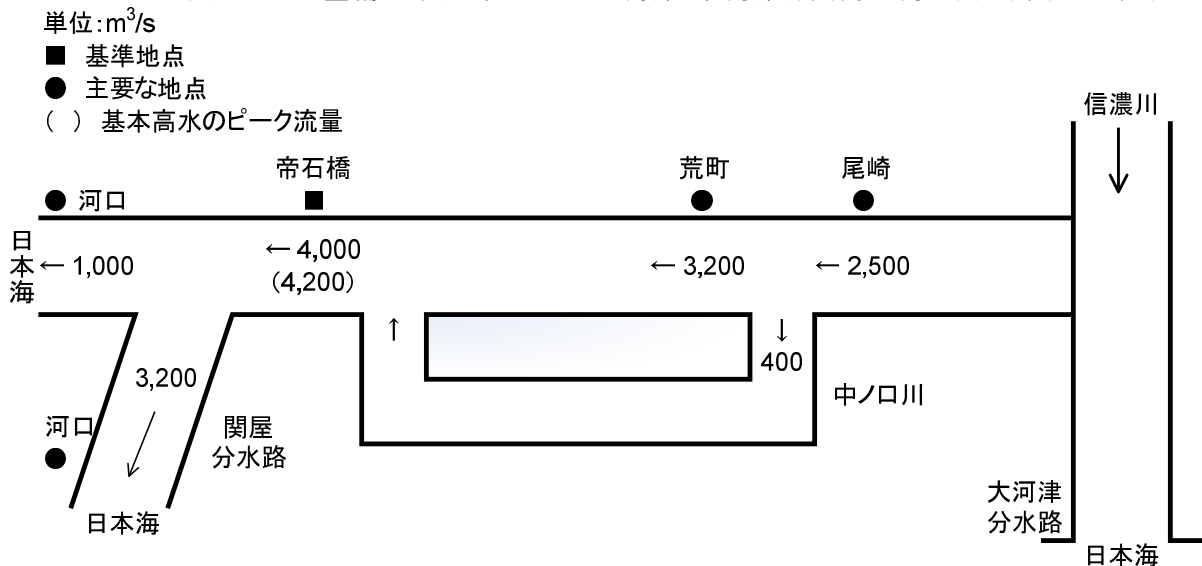 単位:m³/s
■ 基準地点
● 主要な地点
( ) 基本高水のピーク流量
信濃川
帝石橋
荒町
尾崎
河口
日本海
← 1,000
← 4,000
(4,200)
← 3,200
← 2,500
↑
↓
400
3,200
中ノ口川
河口
関屋
分水路
日本海
大河津
分水路
日本海